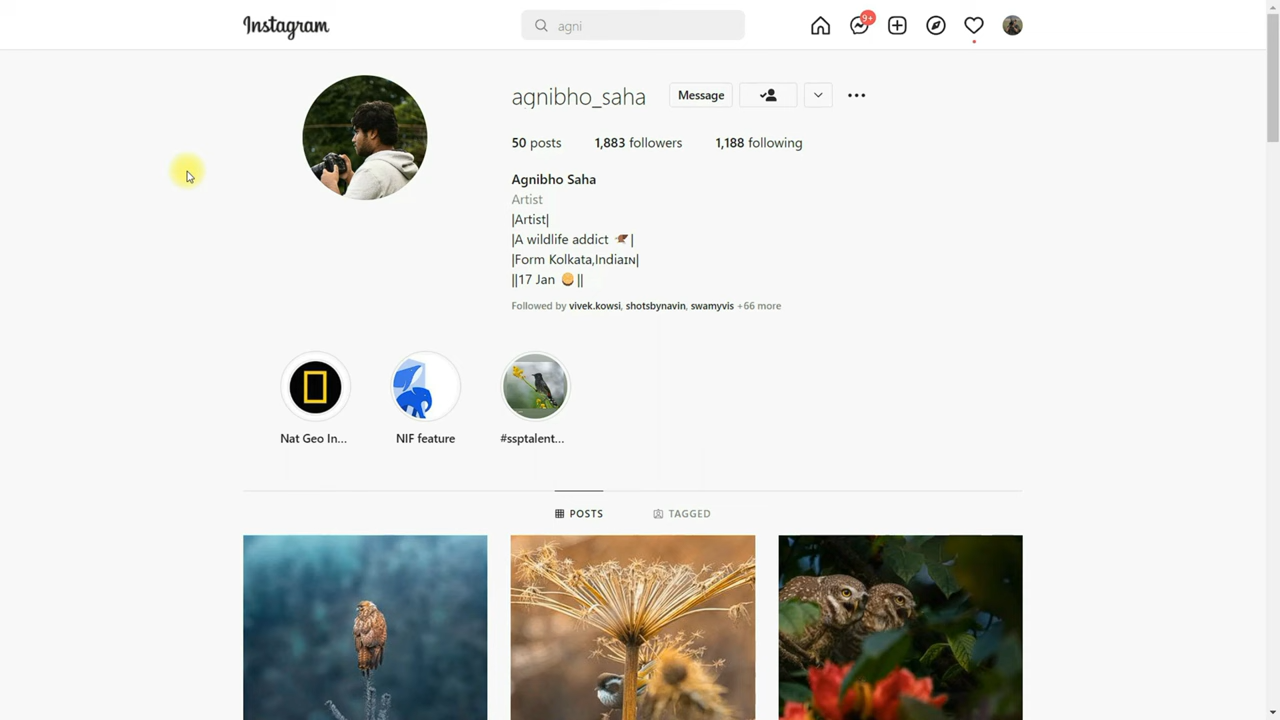 Instagram
agni
9+
agnibho_saha
Message
50 posts 1,883 followers 1,188 following
Agnibho Saha
Artist
|Artist|
|A wildlife addict 🦅|
|Form Kolkata,Indiaɪɴ|
||17 Jan 🎂||
Followed by vivek.kowsi, shotsbynavin, swamyvis +66 more
Nat Geo In... NIF feature #ssptalent...
POSTS TAGGED